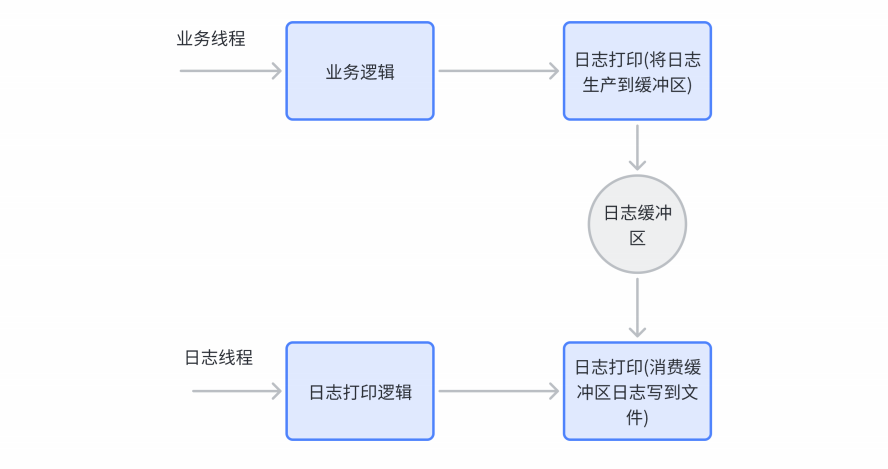 业务线程
业务逻辑
日志打印(将日志
生产到缓冲区)
日志缓冲
区
日志线程
日志打印逻辑
日志打印(消费缓
冲区日志写到文
件)